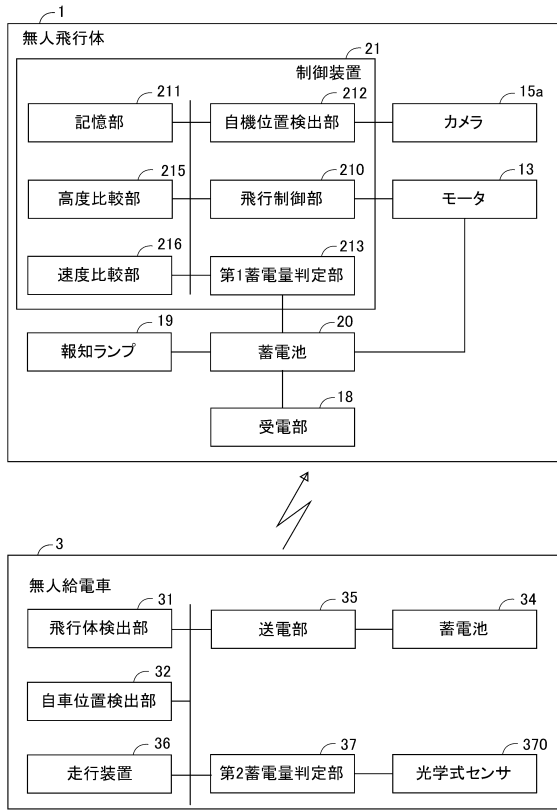 1
無人飛行体
21
制御装置
211
212
15a
記憶部
自機位置検出部
カメラ
215
210
13
高度比較部
飛行制御部
モータ
216
213
速度比較部
第1蓄電量判定部
19
20
報知ランプ
蓄電池
18
受電部
3
無人給電車
31
35
34
飛行体検出部
送電部
蓄電池
32
自車位置検出部
36
37
370
走行装置
第2蓄電量判定部
光学式センサ